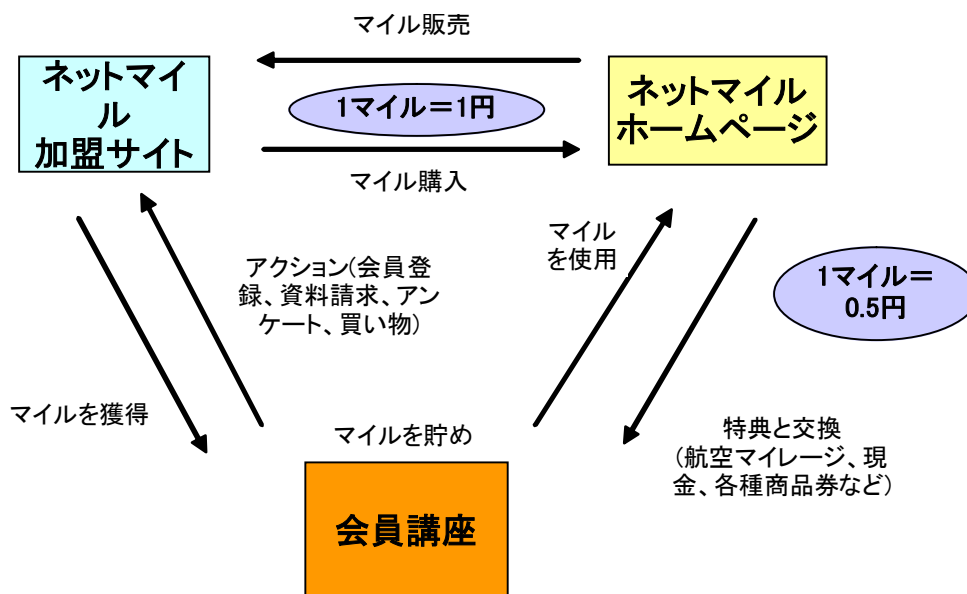 マイル販売
ネットマイ
ル
加盟サイト
1マイル＝1円
ネットマイル
ホームページ
マイル購入
マイル
を使用
アクション(会員登
録、資料請求、アン
ケート、買い物)
1マイル＝
0.5円
マイルを獲得
マイルを貯め
特典と交換
(航空マイレージ、現
金、各種商品券など)
会員講座